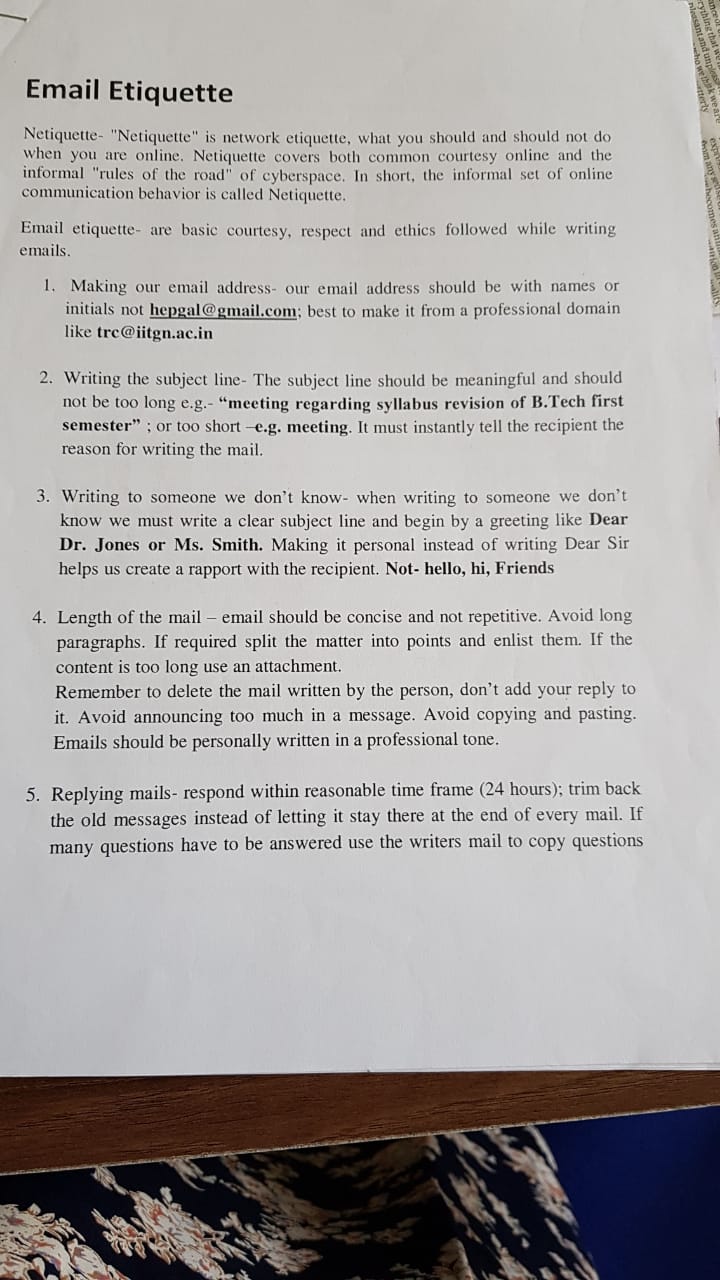 Email Etiquette
Netiquette- "Netiquette" is network etiquette, what you should and should not do
when you are online. Netiquette covers both common courtesy online and the
informal "rules of the road" of cyberspace. In short, the informal set of online
communication behavior is called Netiquette.
Email etiquette- are basic courtesy, respect and ethics followed while writing
emails.
1. Making our email address- our email address should be with names or
initials not hepgal@gmail.com; best to make it from a professional domain
like trc@iitgn.ac.in
2. Writing the subject line- The subject line should be meaningful and should
not be too long e.g.- “meeting regarding syllabus revision of B.Tech first
semester” ; or too short –e.g. meeting. It must instantly tell the recipient the
reason for writing the mail.
3. Writing to someone we don’t know- when writing to someone we don’t
know we must write a clear subject line and begin by a greeting like Dear
Dr. Jones or Ms. Smith. Making it personal instead of writing Dear Sir
helps us create a rapport with the recipient. Not- hello, hi, Friends
4. Length of the mail – email should be concise and not repetitive. Avoid long
paragraphs. If required split the matter into points and enlist them. If the
content is too long use an attachment.
Remember to delete the mail written by the person, don’t add your reply to
it. Avoid announcing too much in a message. Avoid copying and pasting.
Emails should be personally written in a professional tone.
5. Replying mails- respond within reasonable time frame (24 hours); trim back
the old messages instead of letting it stay there at the end of every mail. If
many questions have to be answered use the writers mail to copy questions